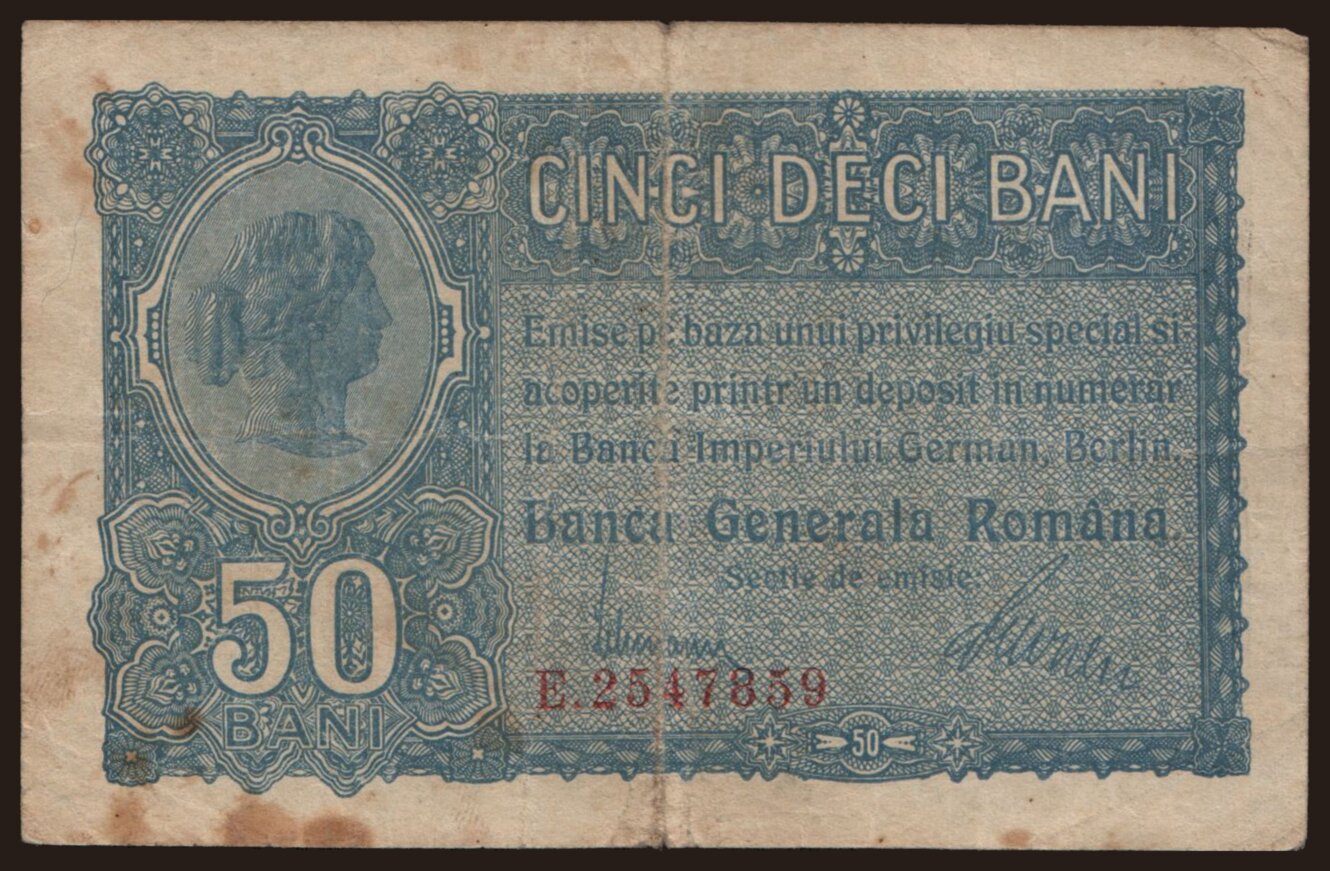 CINCI DECI BANI
Emise pe baza unui privilegiu special si
acoperite printr'un deposit in numerar
la Banca Imperiului German, Berlin.
Banca Generala Româna.
Sectie de emisie:
E.2547859
50
BANI
50